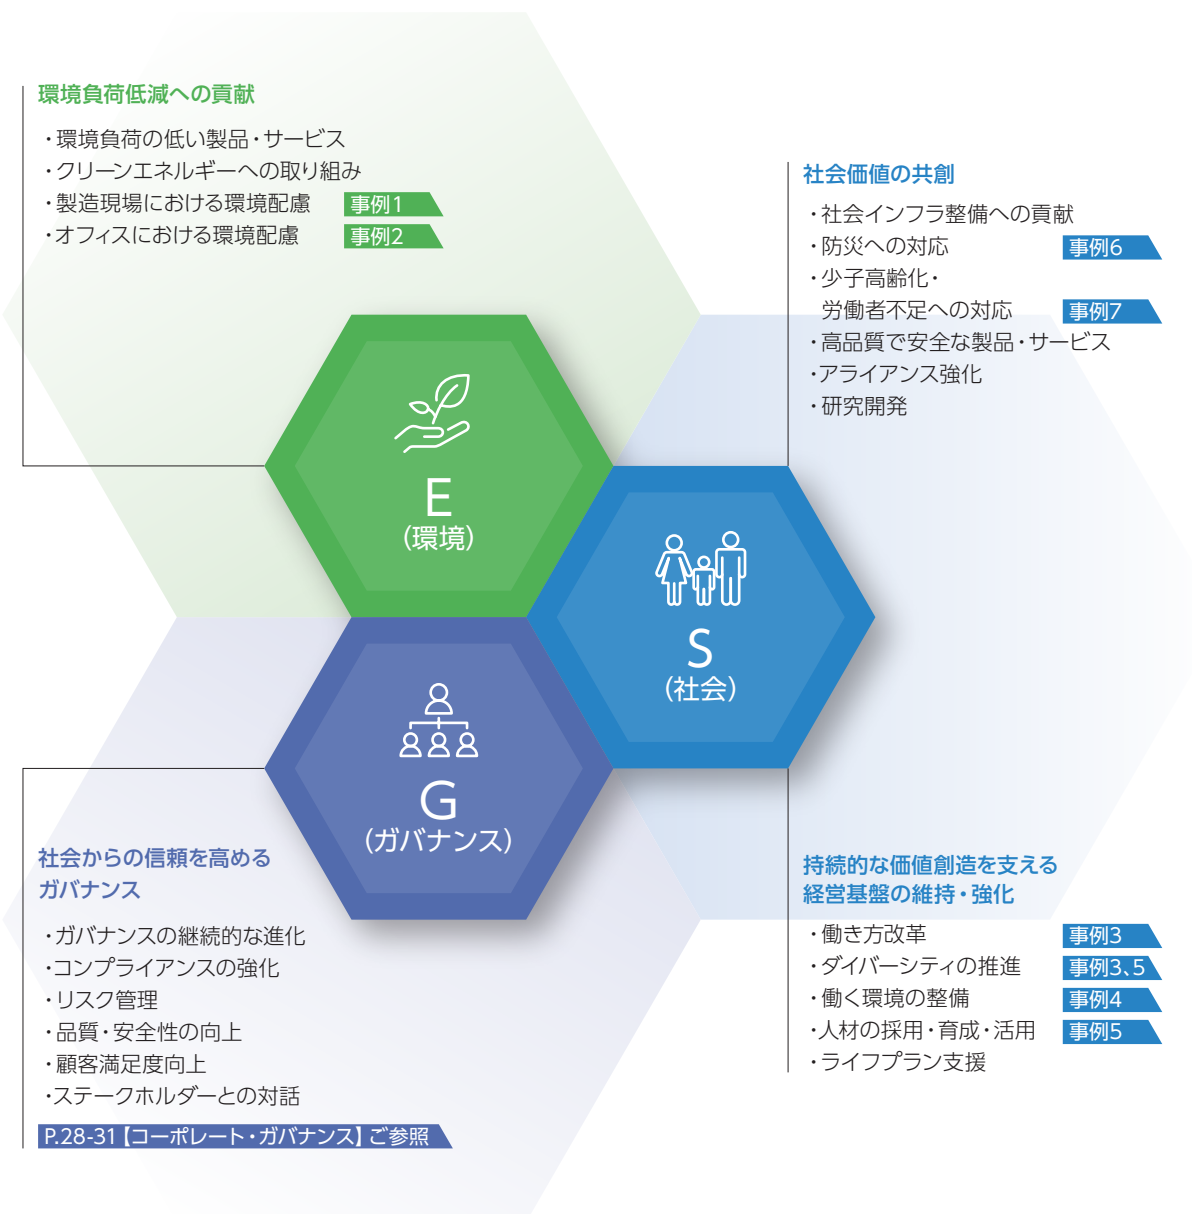 環境負荷低減への貢献
・環境負荷の低い製品・サービス
・クリーンエネルギーへの取り組み
・製造現場における環境配慮 事例1
・オフィスにおける環境配慮 事例2
社会価値の共創
・社会インフラ整備への貢献
・防災への対応 事例6
・少子高齢化・
労働者不足への対応 事例7
・高品質で安全な製品・サービス
・アライアンス強化
・研究開発
E
(環境)
S
(社会)
G
(ガバナンス)
社会からの信頼を高める
ガバナンス
・ガバナンスの継続的な進化
・コンプライアンスの強化
・リスク管理
・品質・安全性の向上
・顧客満足度向上
・ステークホルダーとの対話
P.28-31【コーポレート・ガバナンス】ご参照
持続的な価値創造を支える
経営基盤の維持・強化
・働き方改革 事例3
・ダイバーシティの推進 事例3、5
・働く環境の整備 事例4
・人材の採用・育成・活用 事例5
・ライフプラン支援